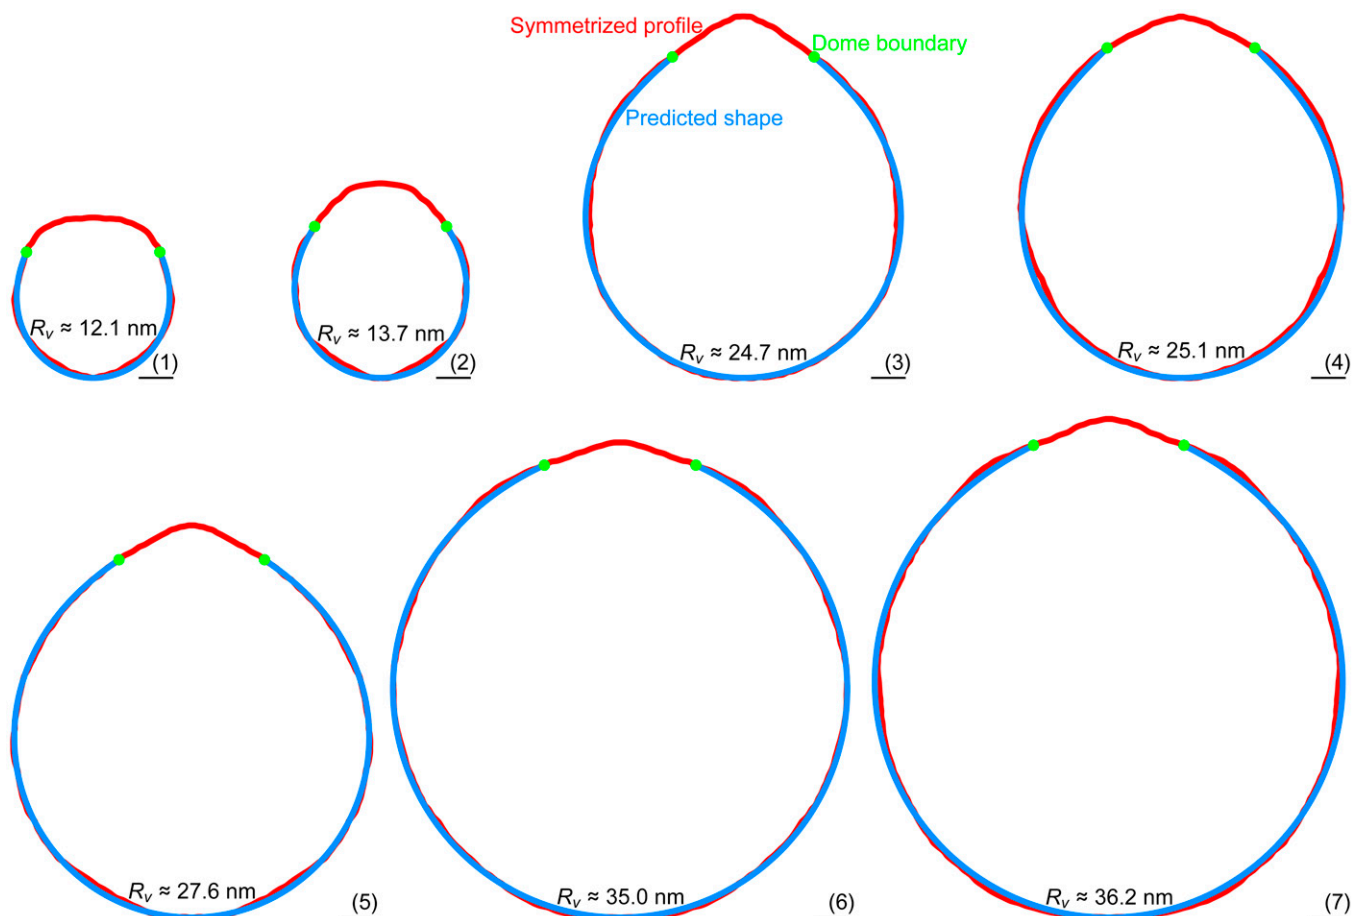 Symmetrized profile
Dome boundary
Predicted shape
Rᵥ ≈ 12.1 nm
(1)
Rᵥ ≈ 13.7 nm
(2)
Rᵥ ≈ 24.7 nm
(3)
Rᵥ ≈ 25.1 nm
(4)
Rᵥ ≈ 27.6 nm
(5)
Rᵥ ≈ 35.0 nm
(6)
Rᵥ ≈ 36.2 nm
(7)